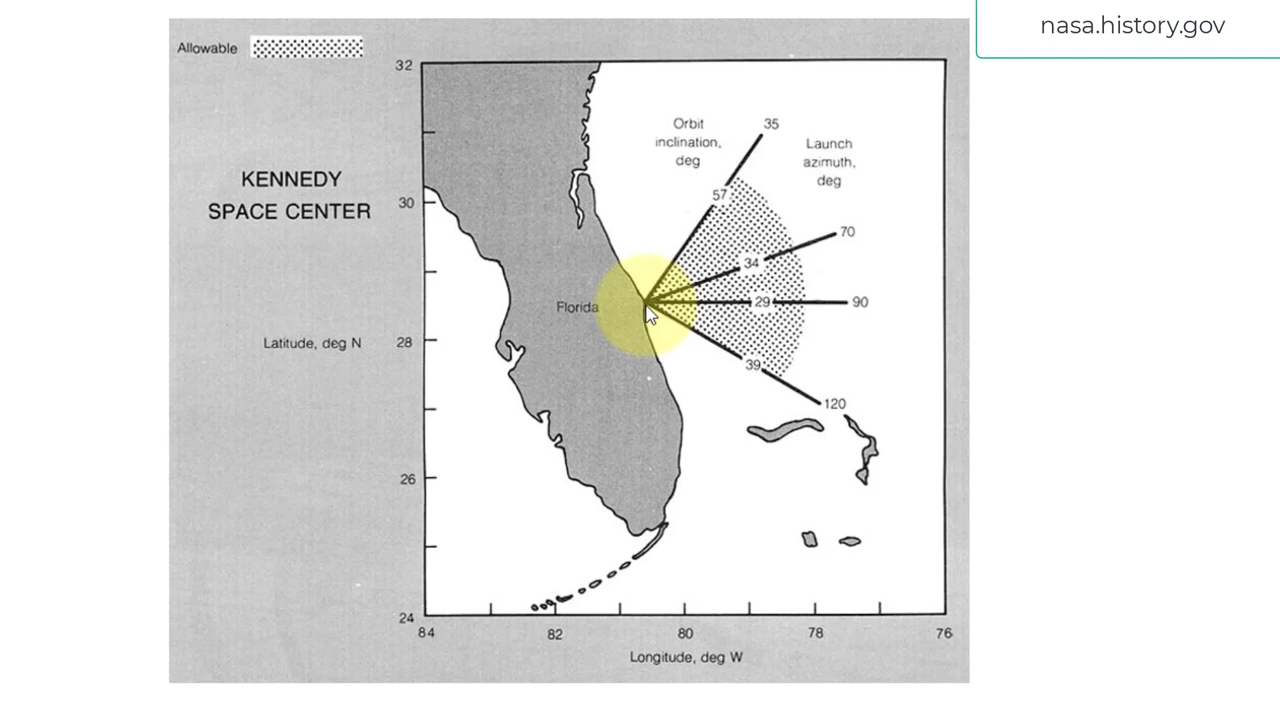 nasa.history.gov
Allowable
KENNEDY
SPACE CENTER
Latitude, deg N
32
30
28
26
24
84
82
80
78
76
Longitude, deg W
Florida
Orbit
inclination,
deg
Launch
azimuth,
deg
35
57
70
34
29
90
39
120